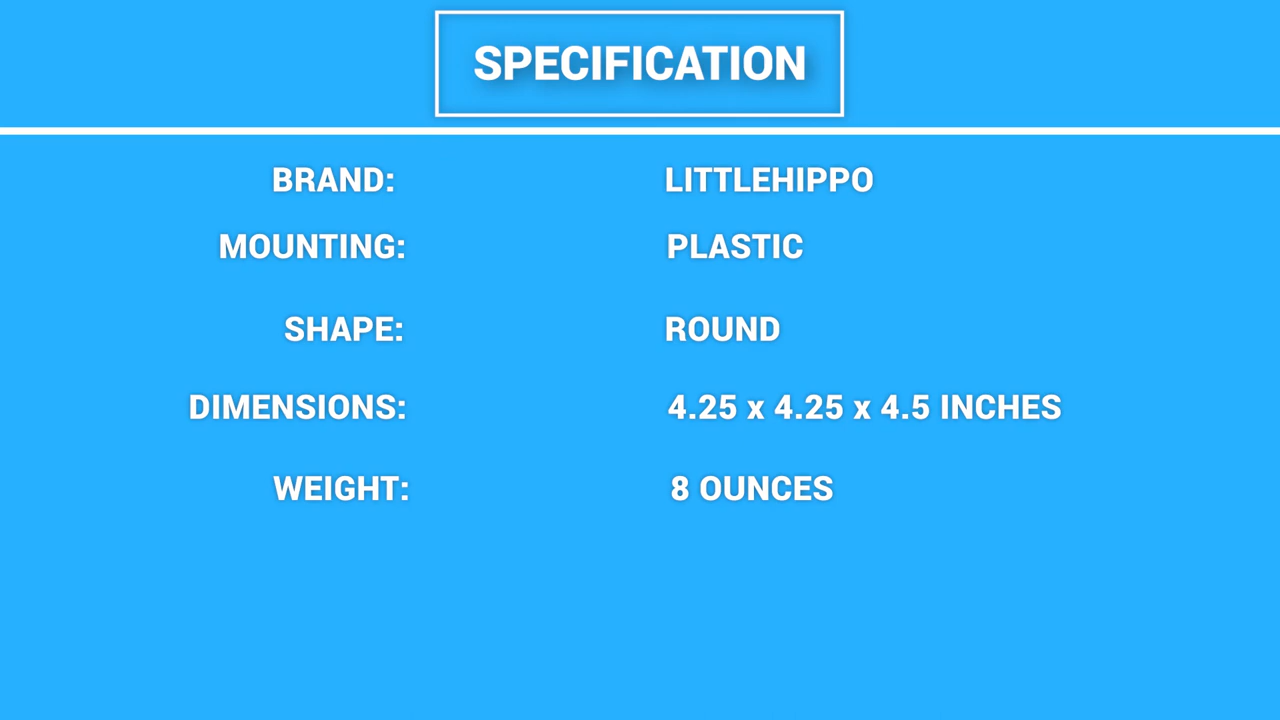 SPECIFICATION
BRAND: LITTLEHIPPO
MOUNTING: PLASTIC
SHAPE: ROUND
DIMENSIONS: 4.25 x 4.25 x 4.5 INCHES
WEIGHT: 8 OUNCES